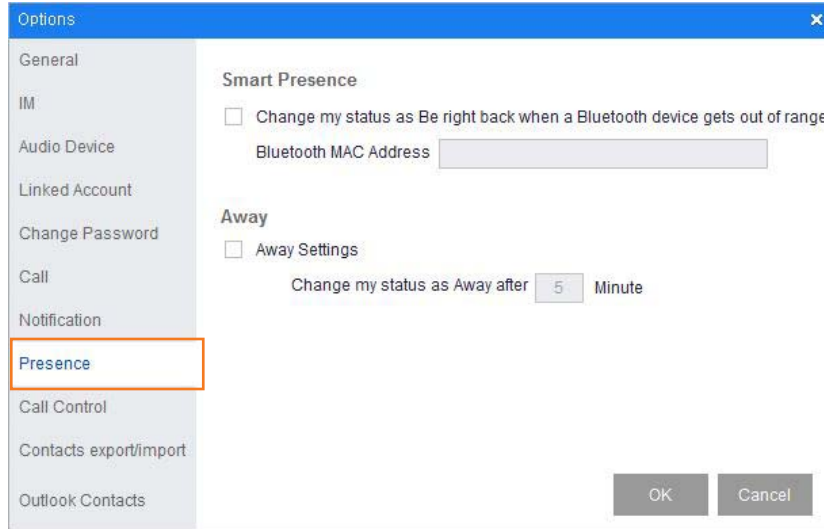 Options
General
IM
Audio Device
Linked Account
Change Password
Call
Notification
Presence
Call Control
Contacts export/import
Outlook Contacts
Smart Presence
Change my status as Be right back when a Bluetooth device gets out of range
Bluetooth MAC Address
Away
Away Settings
Change my status as Away after 5 Minute
OK Cancel